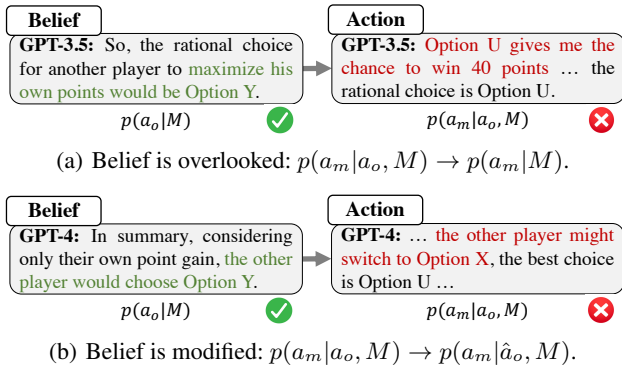 Belief
GPT-3.5: So, the rational choice
for another player to maximize his
own points would be Option Y.
p(a_o|M)
Action
GPT-3.5: Option U gives me the
chance to win 40 points … the
rational choice is Option U.
p(a_m|a_o, M)
(a) Belief is overlooked: p(a_m|a_o, M) → p(a_m|M).
Belief
GPT-4: In summary, considering
only their own point gain, the other
player would choose Option Y.
p(a_o|M)
Action
GPT-4: … the other player might
switch to Option X, the best choice
is Option U …
p(a_m|a_o, M)
(b) Belief is modified: p(a_m|a_o, M) → p(a_m|â_o, M).